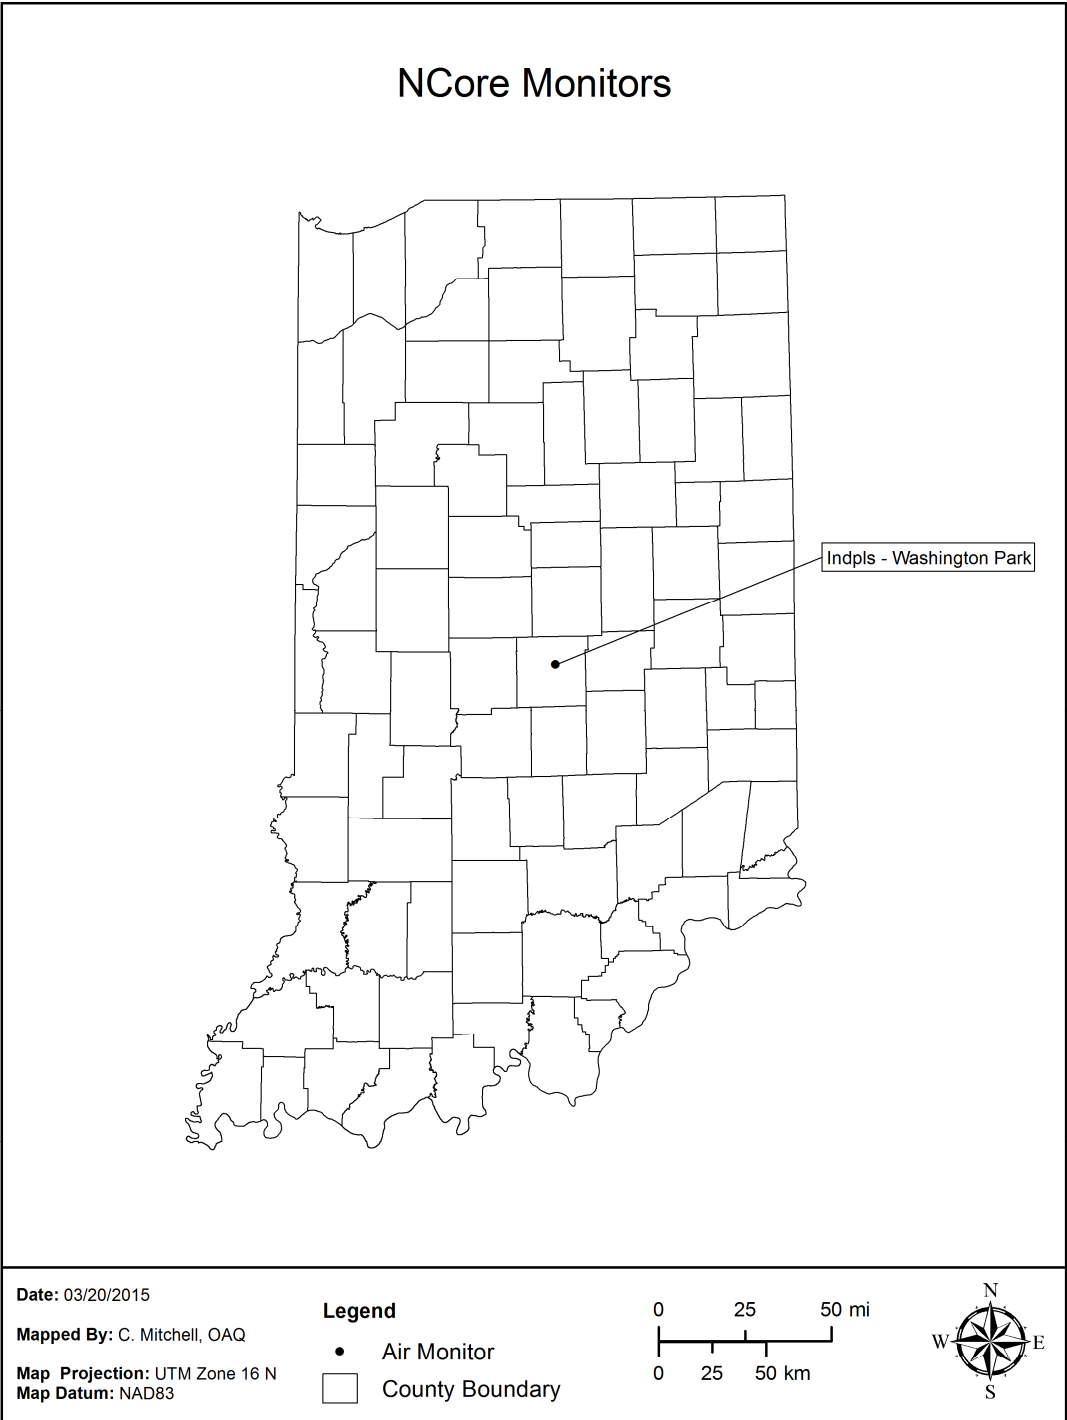 NCore Monitors
Indpls - Washington Park
Date: 03/20/2015
Mapped By: C. Mitchell, OAQ
Map Projection: UTM Zone 16 N
Map Datum: NAD83
Legend
Air Monitor
County Boundary
0 25 50 mi
0 25 50 km
N
W E
S